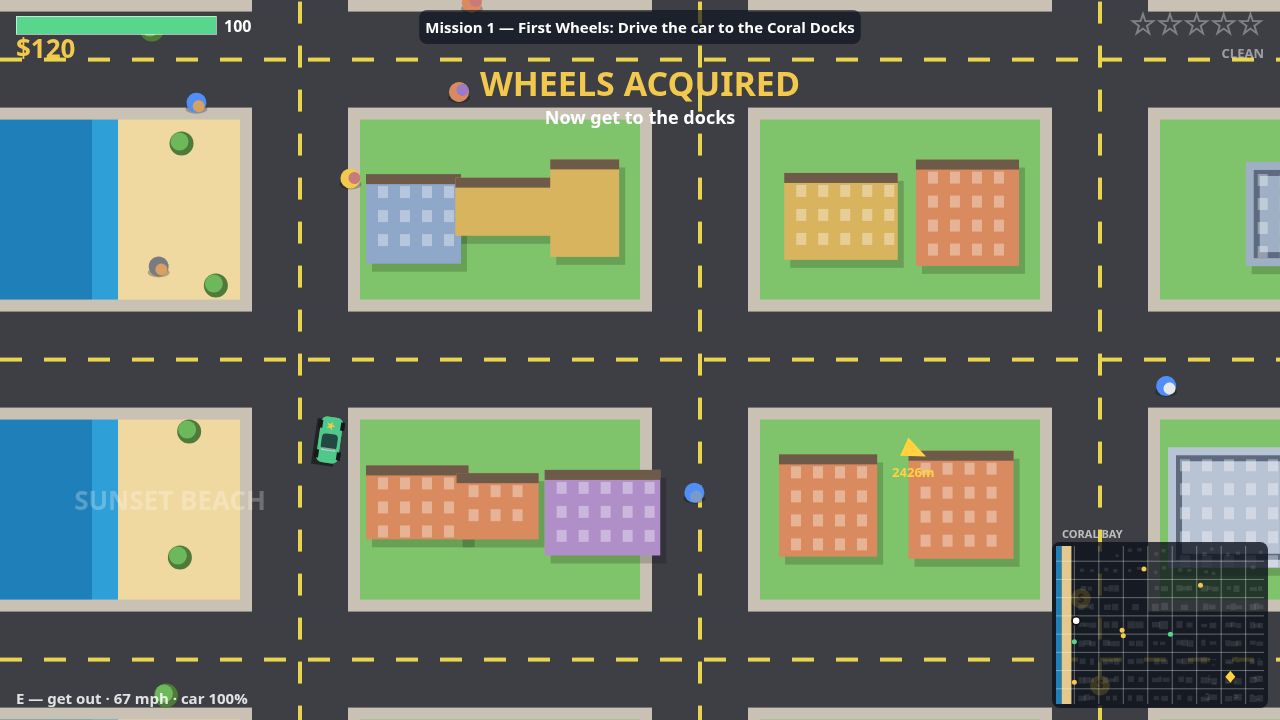 100
Mission 1 — First Wheels: Drive the car to the Coral Docks
$120
CLEAN
WHEELS ACQUIRED
Now get to the docks
2426m
SUNSET BEACH
CORAL BAY
E — get out · 67 mph · car 100%